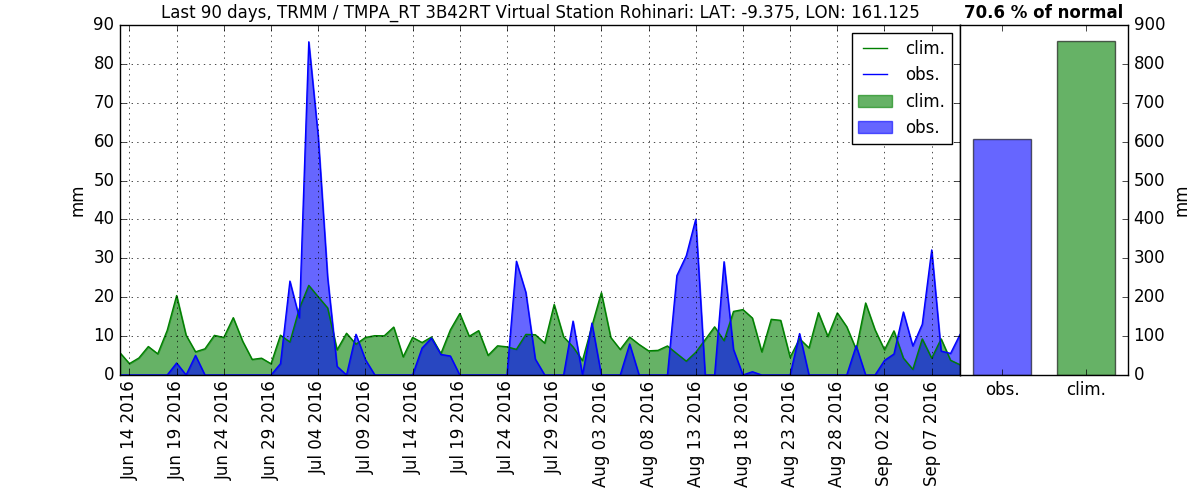 Last 90 days, TRMM / TMPA_RT 3B42RT Virtual Station Rohinari: LAT: -9.375, LON: 161.125
70.6 % of normal
90
80
70
60
50
40
30
20
10
0
mm
clim.
obs.
clim.
obs.
900
800
700
600
500
400
300
200
100
0
mm
Jun 14 2016
Jun 19 2016
Jun 24 2016
Jun 29 2016
Jul 04 2016
Jul 09 2016
Jul 14 2016
Jul 19 2016
Jul 24 2016
Jul 29 2016
Aug 03 2016
Aug 08 2016
Aug 13 2016
Aug 18 2016
Aug 23 2016
Aug 28 2016
Sep 02 2016
Sep 07 2016
obs.
clim.